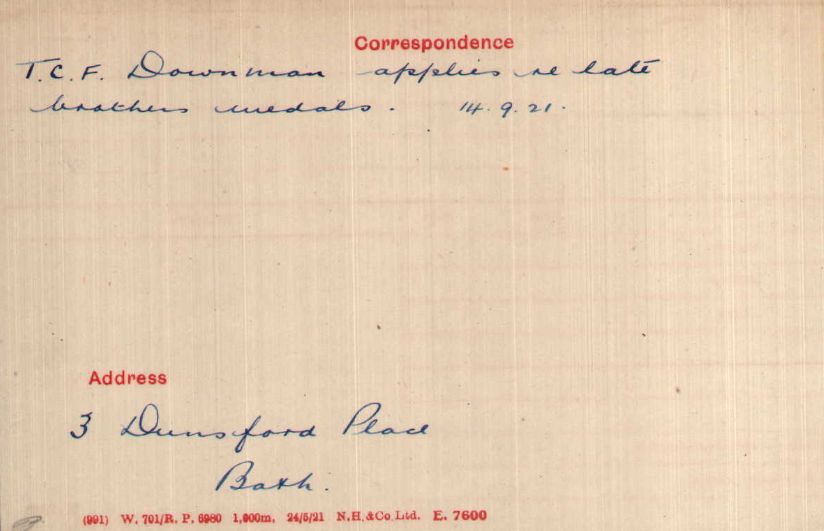 Correspondence
T.C.F. Downman applies re late
brothers medals. 14.9.21.
Address
3 Dunsford Place
Bath.
(991) W. 701/R. P. 6980 1,000m. 24/5/21 N.H.&Co. Ltd. E. 7600